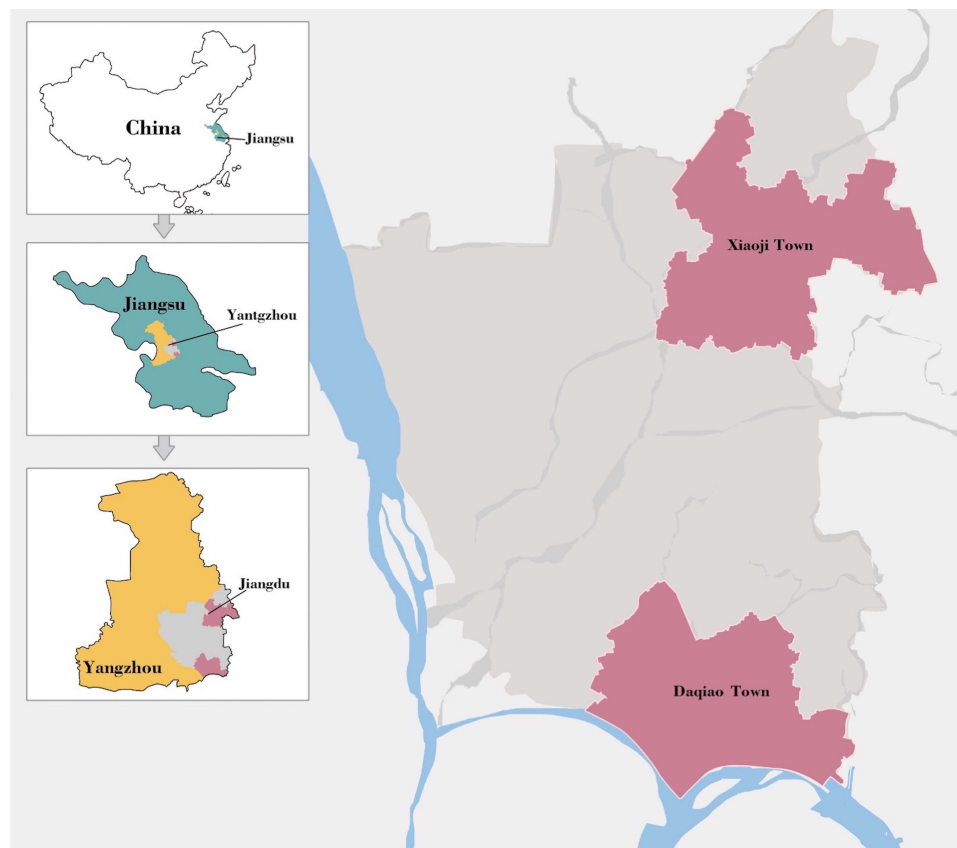 China
Jiangsu
Jiangsu
Yantgzhou
Jiangdu
Yangzhou
Xiaoji Town
Daqiao Town